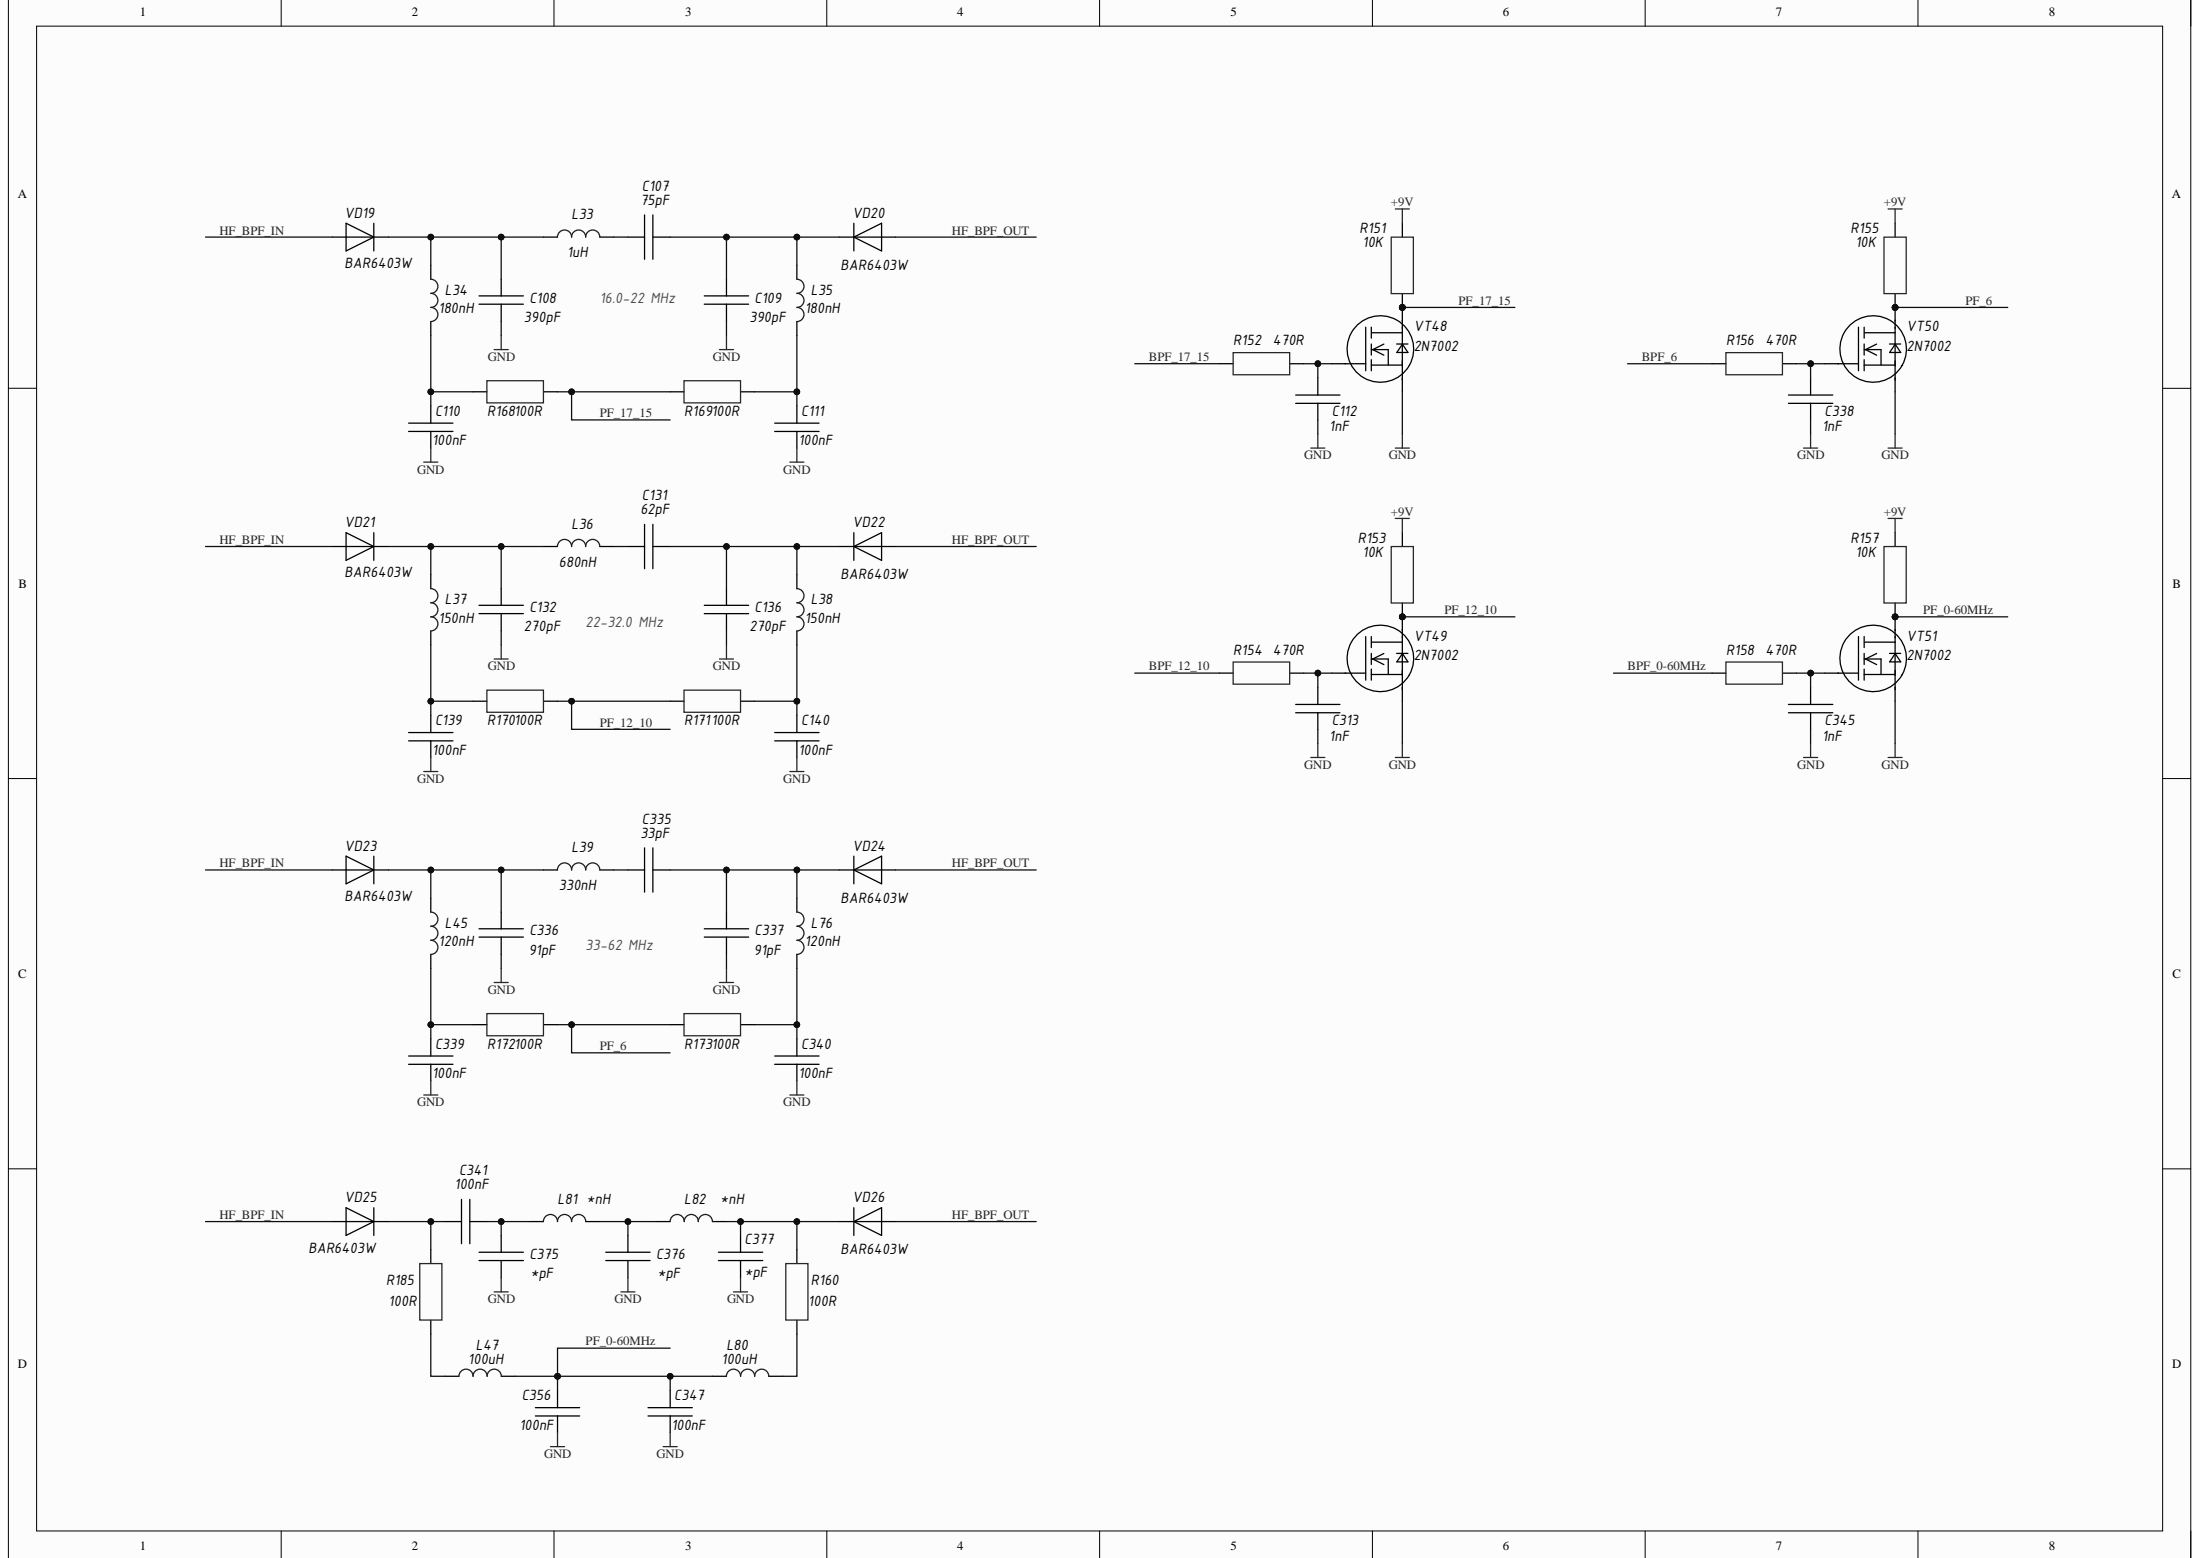 1 2 3 4 5 6 7 8
A A
C107
75pF
VD19 L33 VD20
HF_BPF_IN HF_BPF_OUT
1uH
BAR6403W BAR6403W
L34 C108 16.0-22 MHz C109 L35
180nH 390pF 390pF 180nH
GND GND
C110 R168100R PF_17_15 R169100R C111
100nF 100nF
GND GND
+9V +9V
R151 R155
10K 10K
PF_17_15 PF_6
VT48 VT50
R152 470R 2N7002 R156 470R 2N7002
BPF_17_15 BPF_6
C112 C338
1nF 1nF
GND GND GND GND
B B
C131
62pF
VD21 L36 VD22
HF_BPF_IN HF_BPF_OUT
680nH
BAR6403W BAR6403W
L37 C132 22-32.0 MHz C136 L38
150nH 270pF 270pF 150nH
GND GND
C139 R170100R PF_12_10 R171100R C140
100nF 100nF
GND GND
+9V +9V
R153 R157
10K 10K
PF_12_10 PF_0-60MHz
VT49 VT51
R154 470R 2N7002 R158 470R 2N7002
BPF_12_10 BPF_0-60MHz
C313 C345
1nF 1nF
GND GND GND GND
C335
33pF
VD23 L39 VD24
HF_BPF_IN HF_BPF_OUT
330nH
BAR6403W BAR6403W
L45 C336 33-62 MHz C337 L76
120nH 91pF 91pF 120nH
C C
GND GND
C339 R172100R PF_6 R173100R C340
100nF 100nF
GND GND
C341
100nF
VD25 L81 *nH L82 *nH VD26
HF_BPF_IN HF_BPF_OUT
BAR6403W C375 C376 C377 BAR6403W
*pF *pF *pF
R185 R160
100R 100R
GND GND GND
PF_0-60MHz
L47 L80
100uH 100uH
D D
C356 C347
100nF 100nF
GND GND
1 2 3 4 5 6 7 8